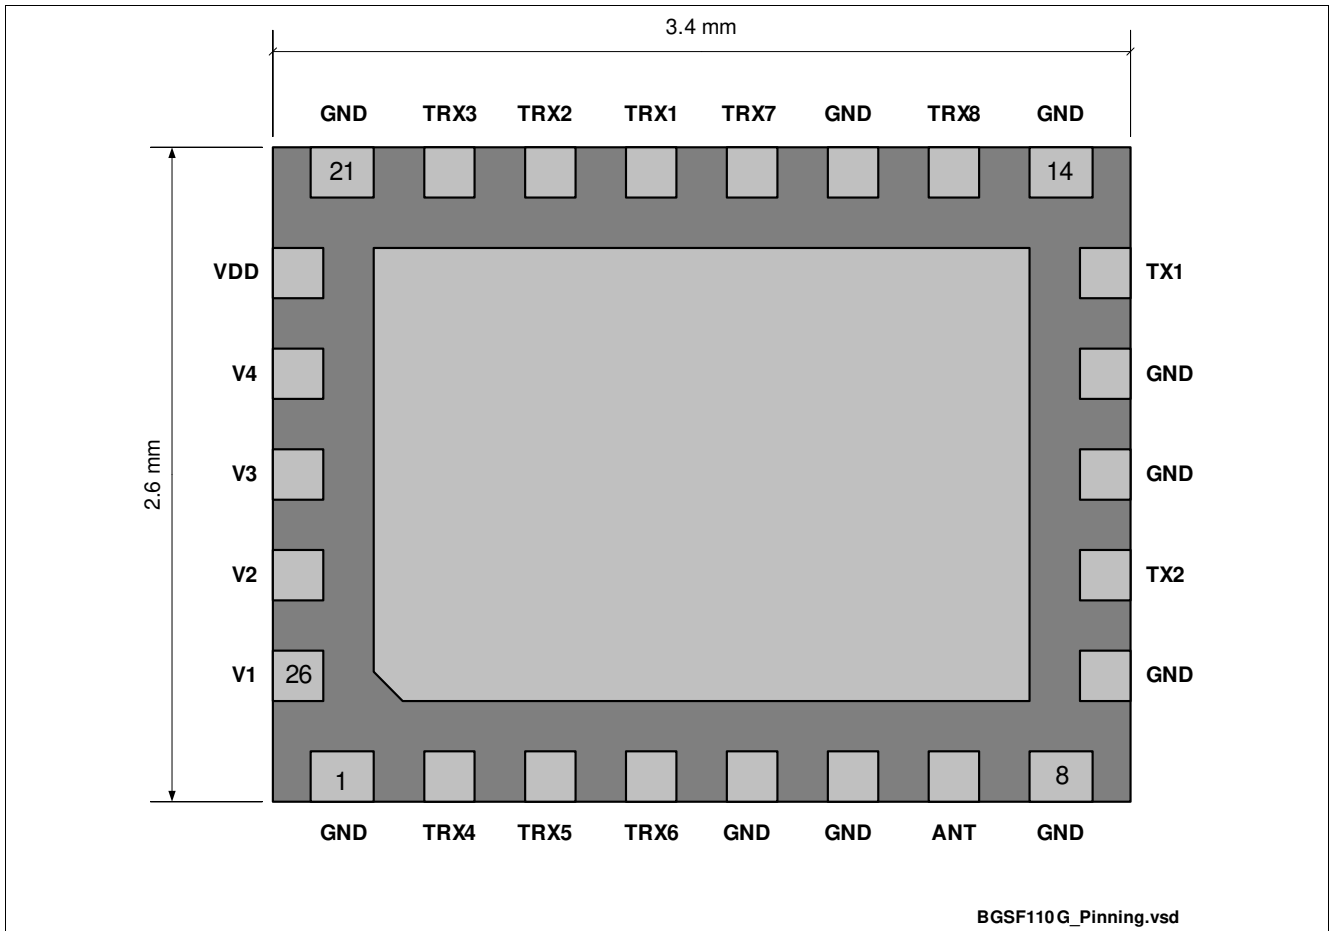 3.4 mm
GND TRX3 TRX2 TRX1 TRX7 GND TRX8 GND
21 14
VDD TX1
V4 GND
V3 GND
2.6 mm
V2 TX2
V1 26 GND
1 8
GND TRX4 TRX5 TRX6 GND GND ANT GND
BGSF110G_Pinning.vsd